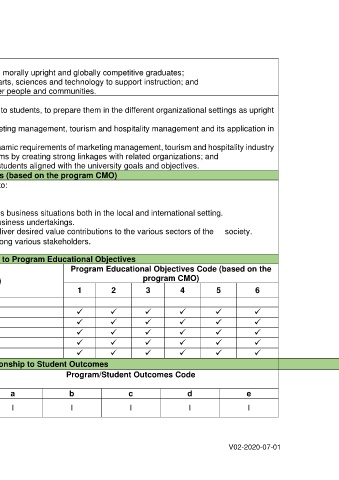 morally upright and globally competitive graduates;
arts, sciences and technology to support instruction; and
er people and communities.
to students, to prepare them in the different organizational settings as upright
eting management, tourism and hospitality management and its application in
namic requirements of marketing management, tourism and hospitality industry
ms by creating strong linkages with related organizations; and
students aligned with the university goals and objectives.
s (based on the program CMO)
to:
s business situations both in the local and international setting.
usiness undertakings.
liver desired value contributions to the various sectors of the society.
ong various stakeholders.
to Program Educational Objectives
) Program Educational Objectives Code (based on the
program CMO)
1 2 3 4 5 6
✓ ✓ ✓ ✓ ✓ ✓
✓ ✓ ✓ ✓ ✓ ✓
✓ ✓ ✓ ✓ ✓ ✓
✓ ✓ ✓ ✓ ✓ ✓
✓ ✓ ✓ ✓ ✓ ✓
onship to Student Outcomes
Program/Student Outcomes Code
a b c d e
I I I I I
V02-2020-07-01